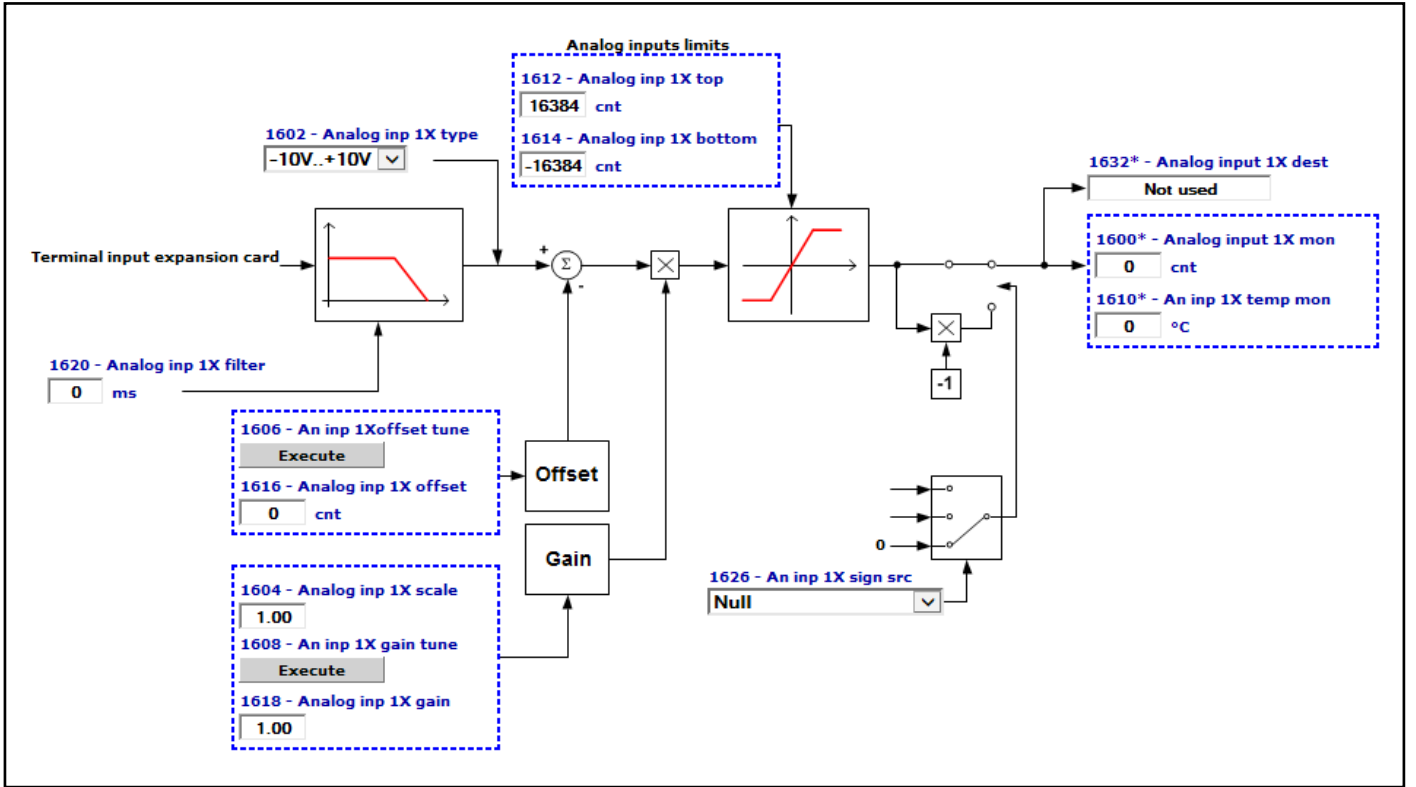 Analog inputs limits
1612 - Analog inp 1X top
16384 cnt
1614 - Analog inp 1X bottom
-16384 cnt
1602 - Analog inp 1X type
-10V..+10V
1632* - Analog input 1X dest
Not used
1600* - Analog input 1X mon
0 cnt
1610* - An inp 1X temp mon
0 °C
Terminal input expansion card
+
Σ
-
-1
1620 - Analog inp 1X filter
0 ms
1606 - An inp 1Xoffset tune
Execute
1616 - Analog inp 1X offset
0 cnt
Offset
Gain
1604 - Analog inp 1X scale
1.00
1608 - An inp 1X gain tune
Execute
1618 - Analog inp 1X gain
1.00
0
1626 - An inp 1X sign src
Null